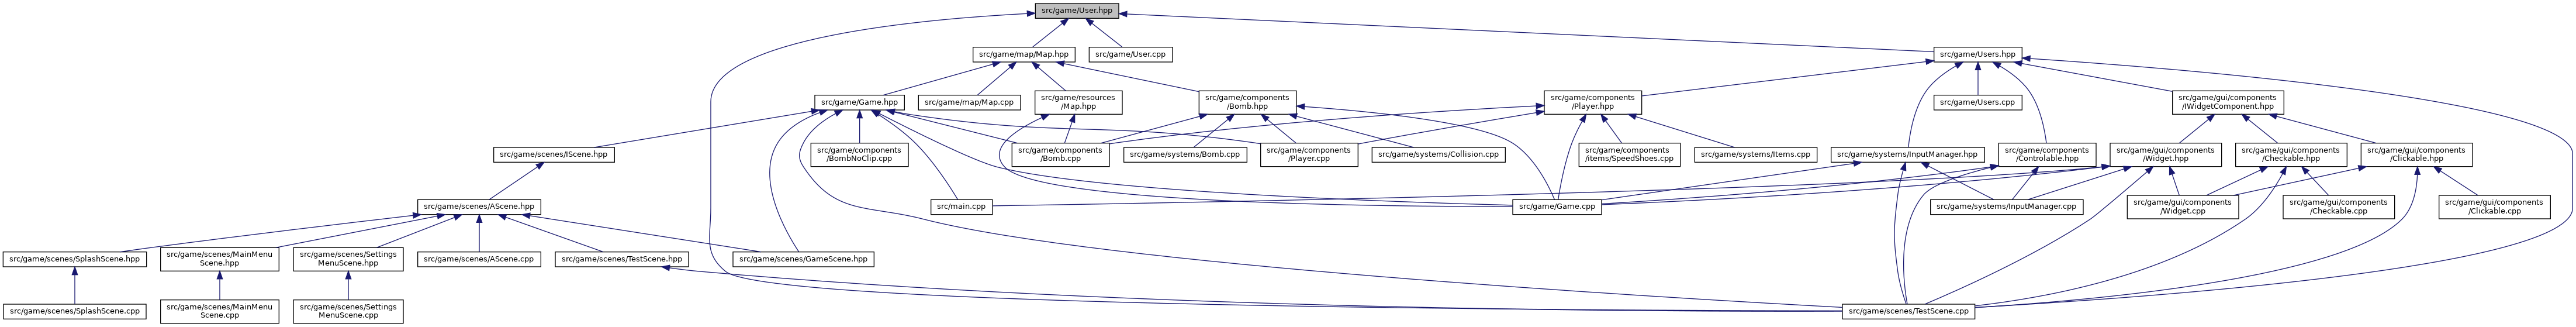 src/game/User.hpp
src/game/map/Map.hpp
src/game/User.cpp
src/game/Users.hpp
src/game/Game.hpp
src/game/map/Map.cpp
src/game/resources
/Map.hpp
src/game/components
/Bomb.hpp
src/game/components
/Player.hpp
src/game/Users.cpp
src/game/gui/components
/IWidgetComponent.hpp
src/game/scenes/IScene.hpp
src/game/components
/BombNoClip.cpp
src/game/components
/Bomb.cpp
src/game/systems/Bomb.cpp
src/game/components
/Player.cpp
src/game/systems/Collision.cpp
src/game/components
/items/SpeedShoes.cpp
src/game/systems/Items.cpp
src/game/systems/InputManager.hpp
src/game/components
/Controlable.hpp
src/game/gui/components
/Widget.hpp
src/game/gui/components
/Checkable.hpp
src/game/gui/components
/Clickable.hpp
src/game/scenes/AScene.hpp
src/main.cpp
src/game/Game.cpp
src/game/systems/InputManager.cpp
src/game/gui/components
/Widget.cpp
src/game/gui/components
/Checkable.cpp
src/game/gui/components
/Clickable.cpp
src/game/scenes/SplashScene.hpp
src/game/scenes/MainMenu
Scene.hpp
src/game/scenes/Settings
MenuScene.hpp
src/game/scenes/AScene.cpp
src/game/scenes/TestScene.hpp
src/game/scenes/GameScene.hpp
src/game/scenes/SplashScene.cpp
src/game/scenes/MainMenu
Scene.cpp
src/game/scenes/Settings
MenuScene.cpp
src/game/scenes/TestScene.cpp